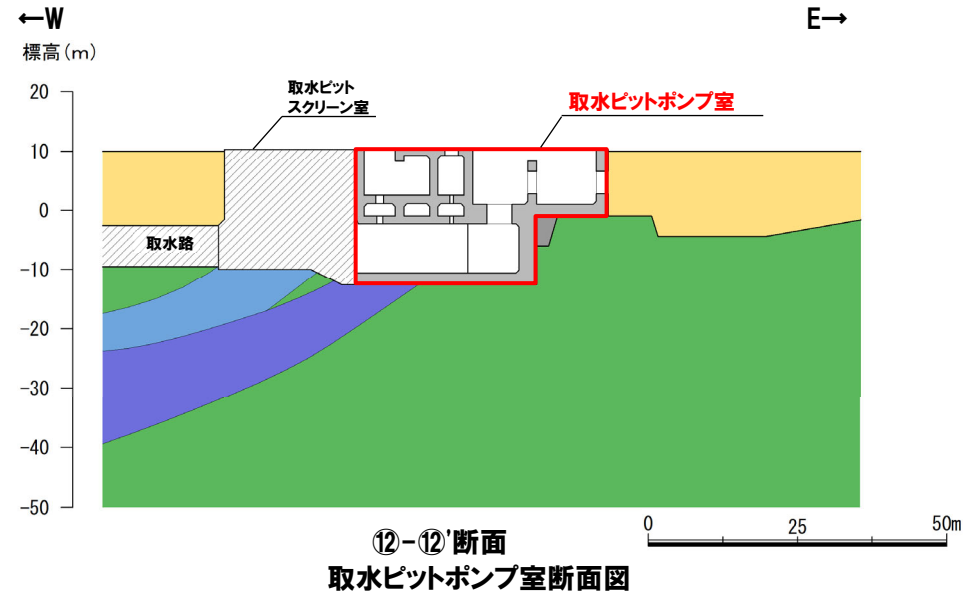 ←W
E→
標高(m)
取水ピット
スクリーン室
取水ピットポンプ室
20
10
0
取水路
-10
-20
-30
-40
-50
0
25
50m
⑫-⑫'断面
取水ピットポンプ室断面図